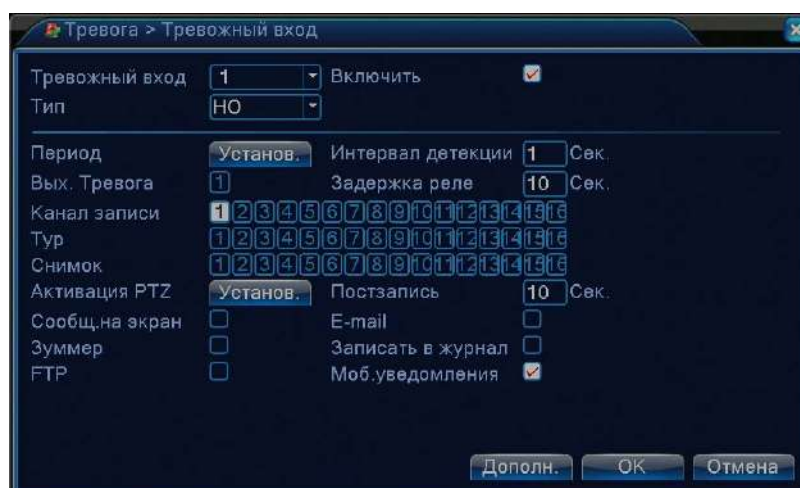 Тревога > Тревожный вход
Тревожный вход 1 Включить
Тип НО
Период Установ. Интервал детекции 1 Сек.
Вых. Тревога 1 Задержка реле 10 Сек.
Канал записи 1 2 3 4 5 6 7 8 9 10 11 12 13 14 15 16
Тур 1 2 3 4 5 6 7 8 9 10 11 12 13 14 15 16
Снимок 1 2 3 4 5 6 7 8 9 10 11 12 13 14 15 16
Активация PTZ Установ. Постзапись 10 Сек.
Сообщ.на экран E-mail
Зуммер Записать в журнал
FTP Моб.уведомления
Дополн. OK Отмена